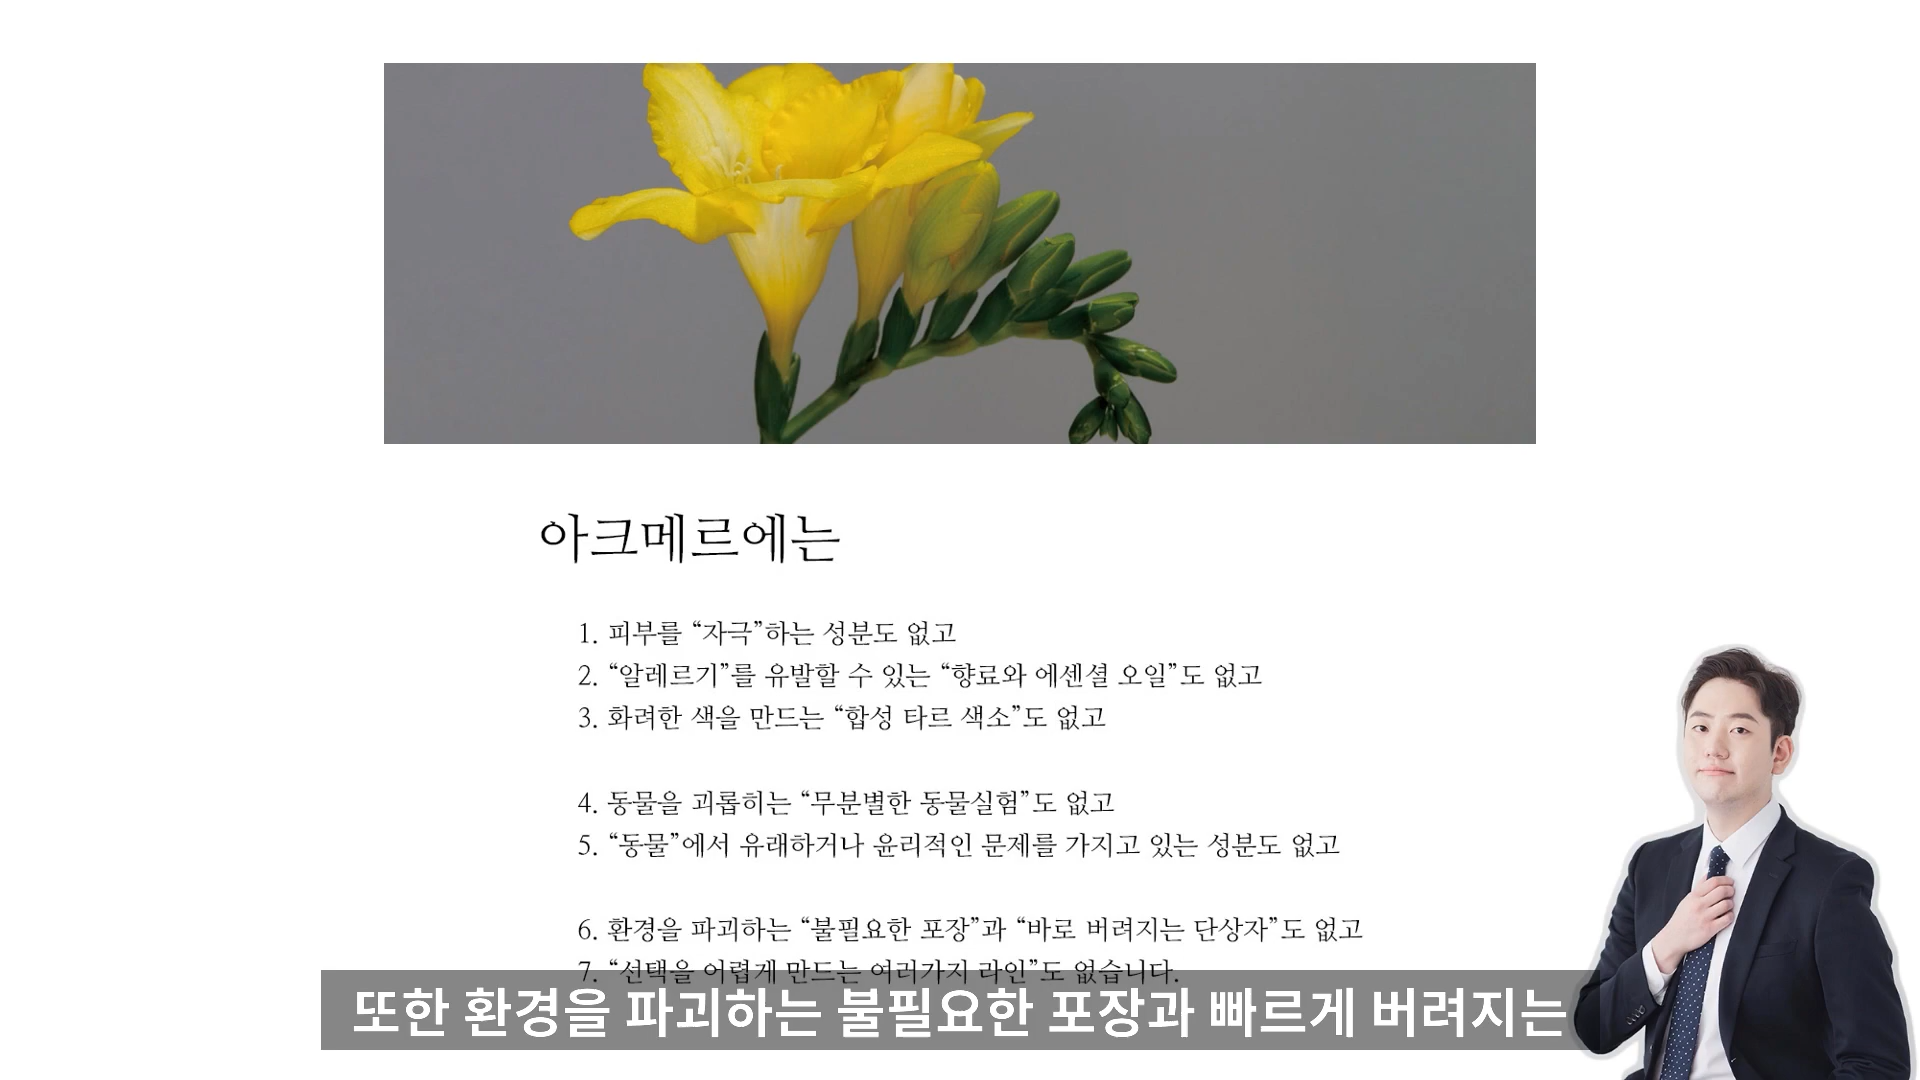 아크메르에는
1. 피부를 “자극”하는 성분도 없고
2. “알레르기”를 유발할 수 있는 “향료와 에센셜 오일”도 없고
3. 화려한 색을 만드는 “합성 타르 색소”도 없고
4. 동물을 괴롭히는 “무분별한 동물실험”도 없고
5. “동물”에서 유래하거나 윤리적인 문제를 가지고 있는 성분도 없고
6. 환경을 파괴하는 “불필요한 포장”과 “바로 버려지는 단상자”도 없고
7. “선택을 어렵게 만드는 여러가지 라인”도 없습니다.
또한 환경을 파괴하는 불필요한 포장과 빠르게 버려지는